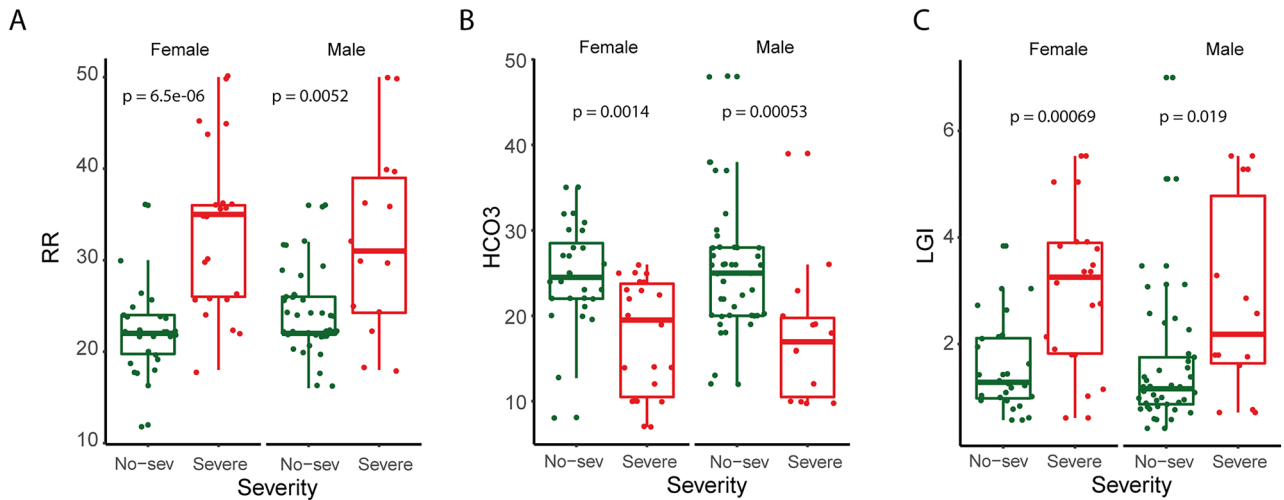 A
Female Male
RR
50
40
30
20
10
p = 6.5e-06 p = 0.0052
No-sev Severe No-sev Severe
Severity
B
Female Male
HCO3
50
40
30
20
10
p = 0.0014 p = 0.00053
No-sev Severe No-sev Severe
Severity
C
Female Male
LGI
6
4
2
p = 0.00069 p = 0.019
No-sev Severe No-sev Severe
Severity